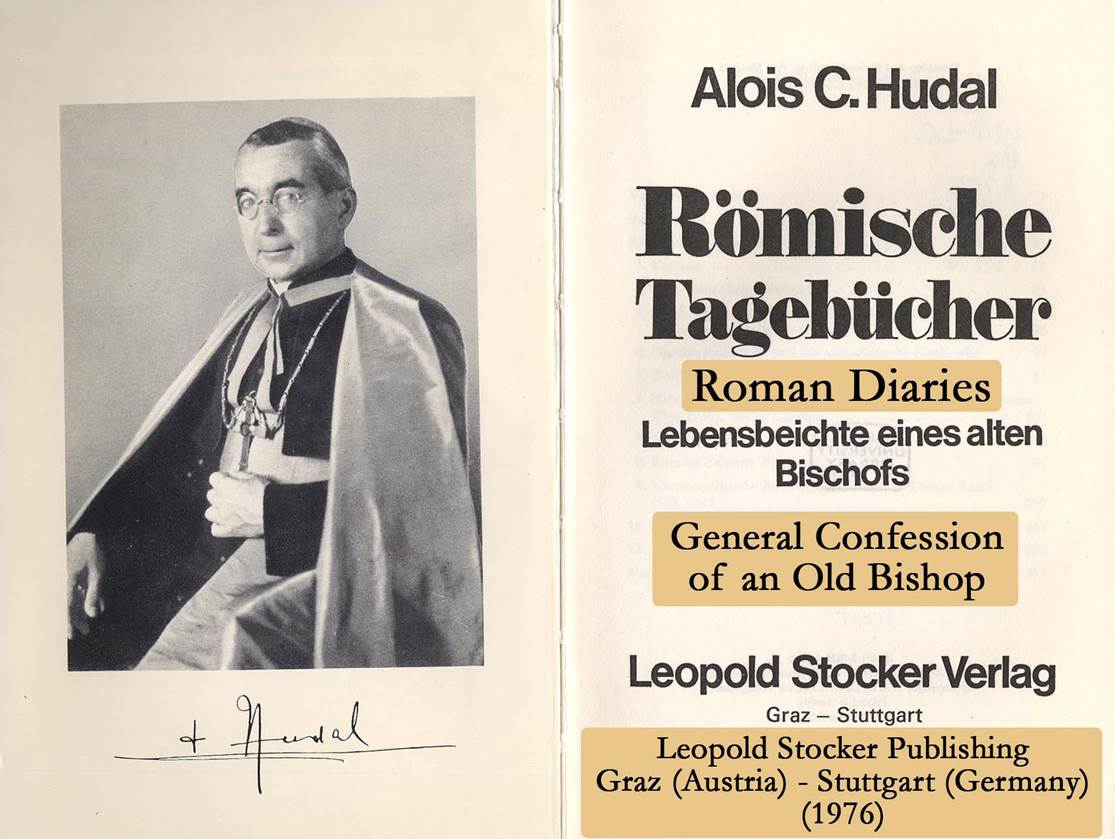 + Hudal
Alois C. Hudal
Römische
Tagebücher
Roman Diaries
Lebensbeichte eines alten
Bischofs
General Confession
of an Old Bishop
Leopold Stocker Verlag
Graz – Stuttgart
Leopold Stocker Publishing
Graz (Austria) - Stuttgart (Germany)
(1976)